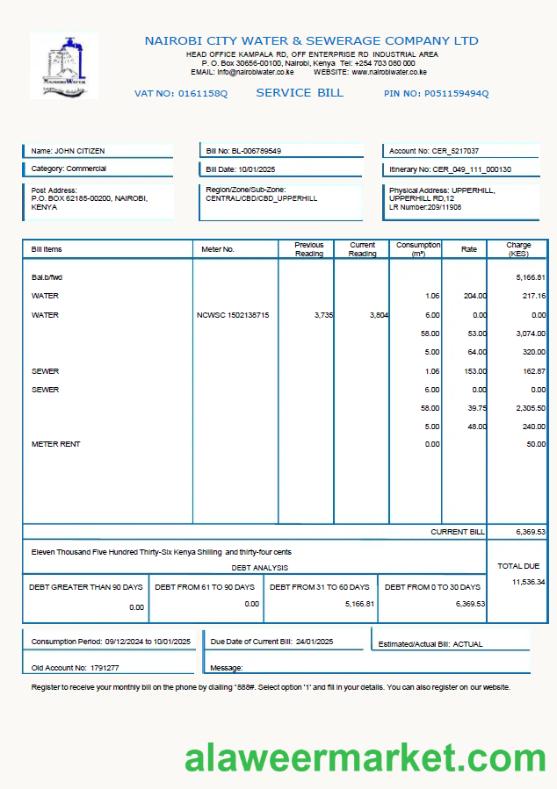 NAIROBI CITY WATER & SEWERAGE COMPANY LTD
HEAD OFFICE KAMPALA RD, OFF ENTERPRISE RD INDUSTRIAL AREA
P. O. Box 30656-00100, Nairobi, Kenya Tel: +254 703 080 000
EMAIL: info@nairobiwater.co.ke WEBSITE: www.nairobiwater.co.ke
VAT NO: 0161158Q SERVICE BILL PIN NO: P051159494Q
NAIROBI WATER
Name: JOHN CITIZEN Bill No: BL-006789549 Account No: CER_5217037
Category: Commercial Bill Date: 10/01/2025 Itinerary No: CER_049_111_000130
Post Address: Region/Zone/Sub-Zone: Physical Address: UPPERHILL,
P.O. BOX 62185-00200, NAIROBI, CENTRAL/CBD/CBD_UPPERHILL UPPERHILL RD,12
KENYA LR Number:209/11908
Bill Items Meter No. Previous Reading Current Reading Consumption (m³) Rate Charge (KES)
Bal.b/fwd 5,166.81
WATER 1.06 204.00 217.16
WATER NCWSC 1502138715 3,735 3,804 6.00 0.00 0.00
58.00 53.00 3,074.00
5.00 64.00 320.00
SEWER 1.06 153.00 162.87
SEWER 6.00 0.00 0.00
58.00 39.75 2,305.50
5.00 48.00 240.00
METER RENT 0.00 50.00
CURRENT BILL 6,369.53
Eleven Thousand Five Hundred Thirty-Six Kenya Shilling and thirty-four cents
DEBT ANALYSIS TOTAL DUE
DEBT GREATER THAN 90 DAYS DEBT FROM 61 TO 90 DAYS DEBT FROM 31 TO 60 DAYS DEBT FROM 0 TO 30 DAYS 11,536.34
0.00 0.00 5,166.81 6,369.53
Consumption Period: 09/12/2024 to 10/01/2025 Due Date of Current Bill: 24/01/2025 Estimated/Actual Bill: ACTUAL
Old Account No: 1791277 Message:
Register to receive your monthly bill on the phone by dialling *888#. Select option '1' and fill in your details. You can also register on our website.
alaweermarket.com